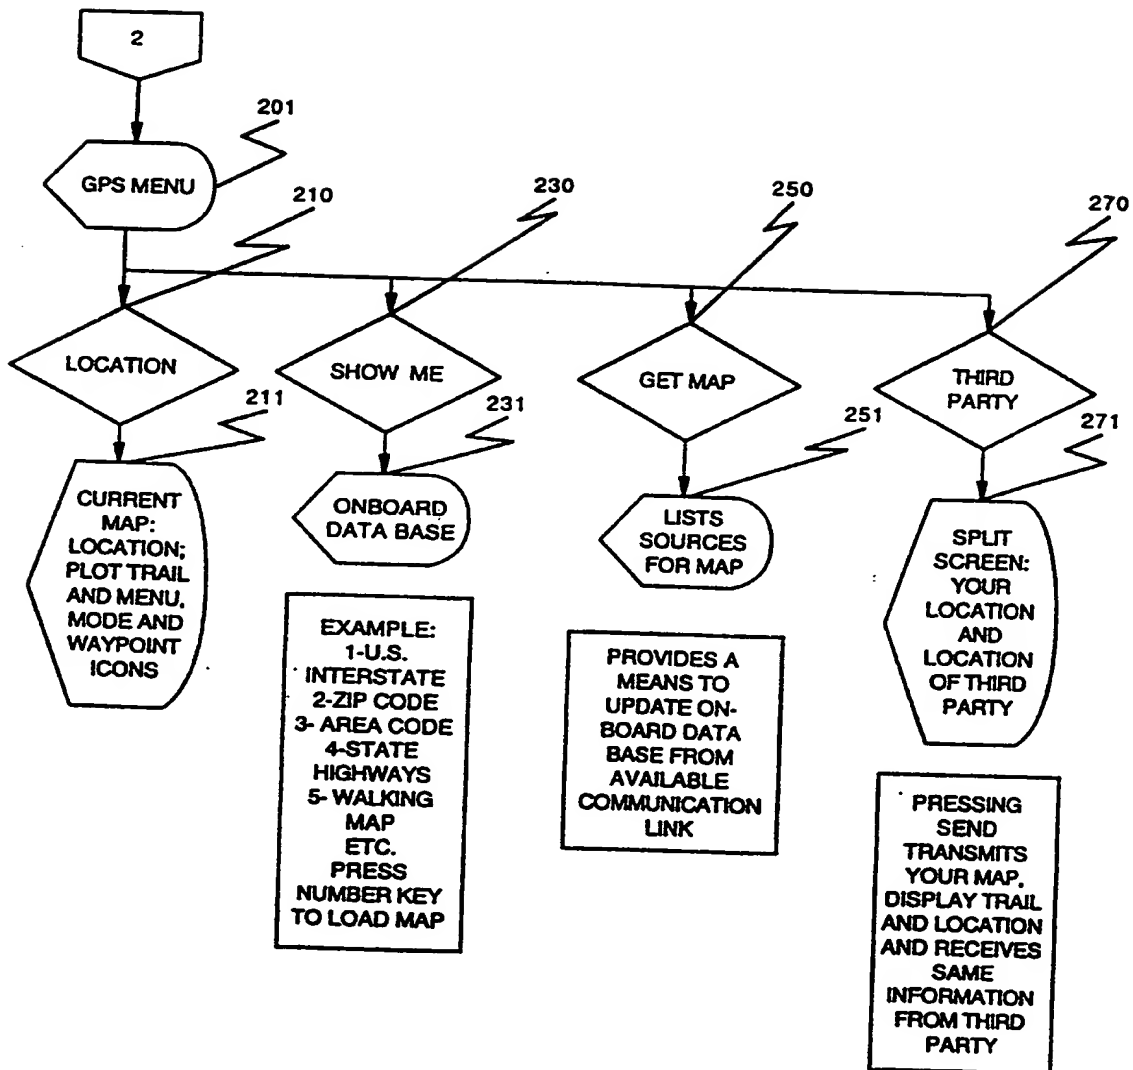 2
201
GPS MENU
210
230
250
270
LOCATION
SHOW ME
GET MAP
THIRD
PARTY
211
231
251
271
CURRENT
MAP:
LOCATION;
PLOT TRAIL
AND MENU,
MODE AND
WAYPOINT
ICONS
ONBOARD
DATA BASE
LISTS
SOURCES
FOR MAP
SPLIT
SCREEN:
YOUR
LOCATION
AND
LOCATION
OF THIRD
PARTY
EXAMPLE:
1-U.S.
INTERSTATE
2-ZIP CODE
3- AREA CODE
4-STATE
HIGHWAYS
5- WALKING
MAP
ETC.
PRESS
NUMBER KEY
TO LOAD MAP
PROVIDES A
MEANS TO
UPDATE ON-
BOARD DATA
BASE FROM
AVAILABLE
COMMUNICATION
LINK
PRESSING
SEND
TRANSMITS
YOUR MAP,
DISPLAY TRAIL
AND LOCATION
AND RECEIVES
SAME
INFORMATION
FROM THIRD
PARTY